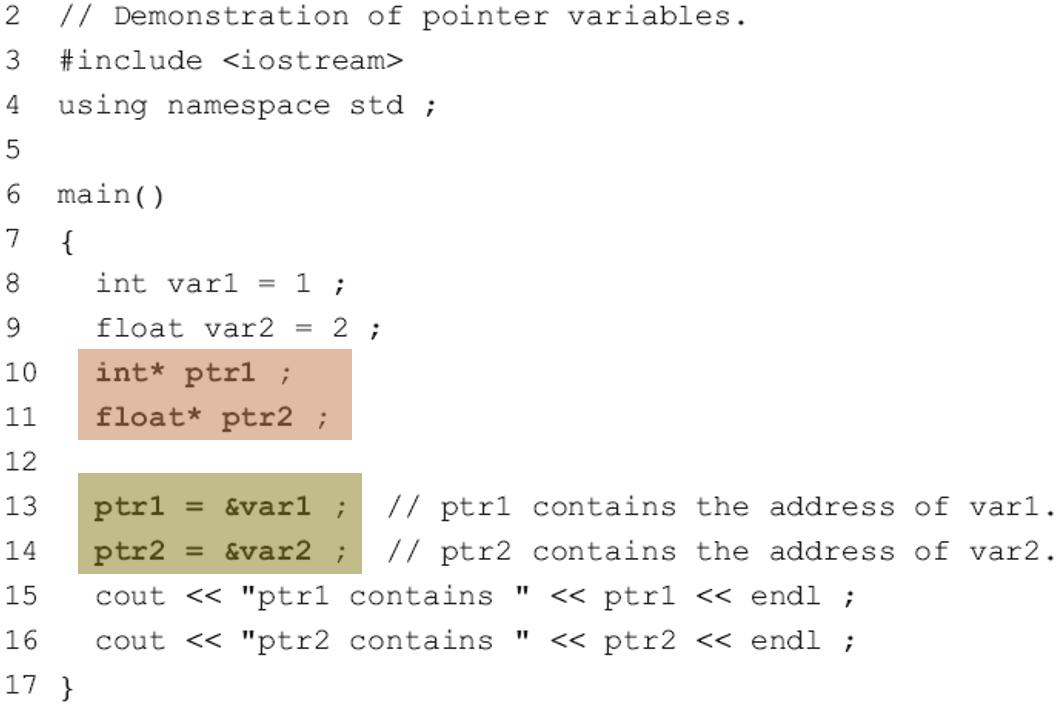 2 // Demonstration of pointer variables.
3 #include <iostream>
4 using namespace std ;
5
6 main()
7 {
8 int var1 = 1 ;
9 float var2 = 2 ;
10 int* ptr1 ;
11 float* ptr2 ;
12
13 ptr1 = &var1 ; // ptr1 contains the address of var1.
14 ptr2 = &var2 ; // ptr2 contains the address of var2.
15 cout << "ptr1 contains " << ptr1 << endl ;
16 cout << "ptr2 contains " << ptr2 << endl ;
17 }